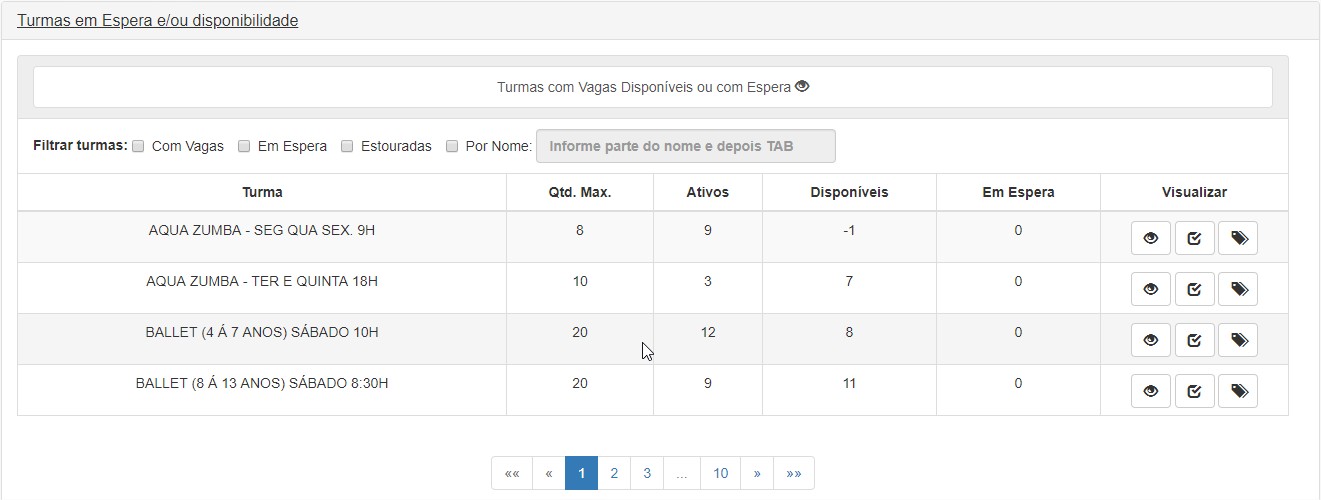 Turmas em Espera e/ou disponibilidade
Turmas com Vagas Disponíveis ou com Espera
Filtrar turmas: Com Vagas Em Espera Estouradas Por Nome: Informe parte do nome e depois TAB
Turma Qtd. Max. Ativos Disponíveis Em Espera Visualizar
AQUA ZUMBA - SEG QUA SEX. 9H 8 9 -1 0
AQUA ZUMBA - TER E QUINTA 18H 10 3 7 0
BALLET (4 Á 7 ANOS) SÁBADO 10H 20 12 8 0
BALLET (8 Á 13 ANOS) SÁBADO 8:30H 20 9 11 0
«« « 1 2 3 ... 10 » »»